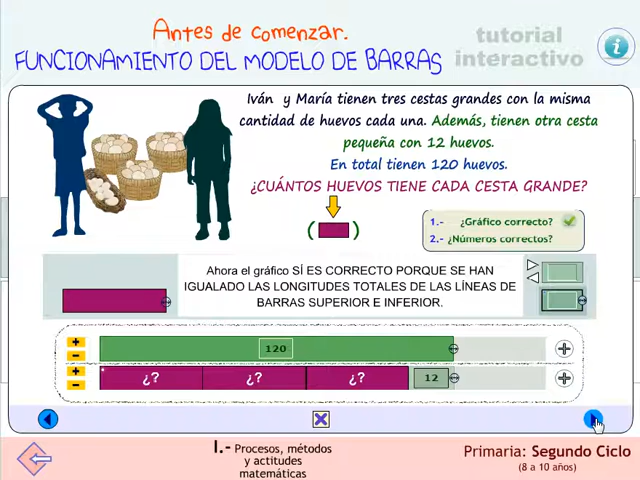 Antes de comenzar.
FUNCIONAMIENTO DEL MODELO DE BARRAS
tutorial
interactivo
i
Iván y María tienen tres cestas grandes con la misma
cantidad de huevos cada una. Además, tienen otra cesta
pequeña con 12 huevos.
En total tienen 120 huevos.
¿CUÁNTOS HUEVOS TIENE CADA CESTA GRANDE?
( )
1.- ¿Gráfico correcto?
2.- ¿Números correctos?
Ahora el gráfico SÍ ES CORRECTO PORQUE SE HAN
IGUALADO LAS LONGITUDES TOTALES DE LAS LÍNEAS DE
BARRAS SUPERIOR E INFERIOR.
+ 120 +
−
+ ¿? ¿? ¿? 12 +
−
I.- Procesos, métodos
y actitudes
matemáticas
Primaria: Segundo Ciclo
(8 a 10 años)